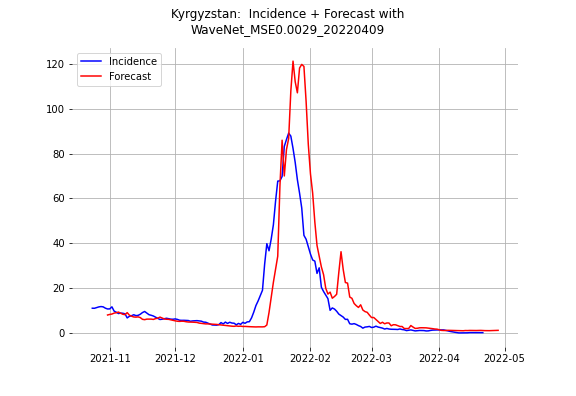 Kyrgyzstan:  Incidence + Forecast with
WaveNet_MSE0.0029_20220409
Incidence
Forecast
120
100
80
60
40
20
0
2021-11 2021-12 2022-01 2022-02 2022-03 2022-04 2022-05